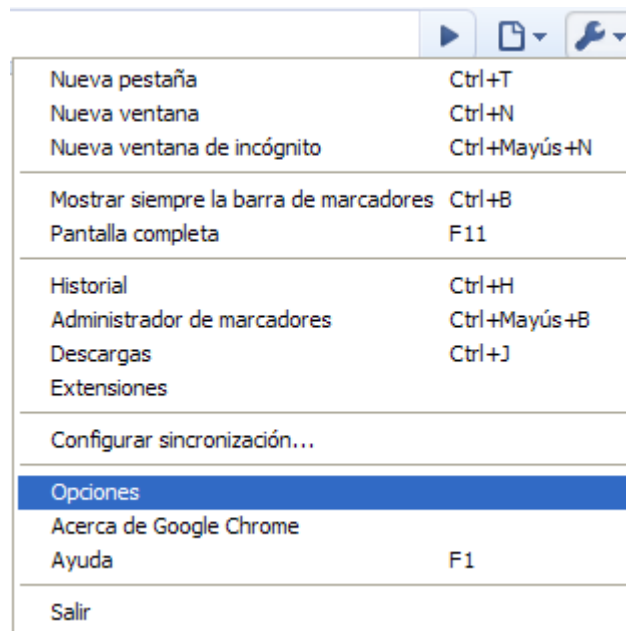 Nueva pestaña Ctrl+T
Nueva ventana Ctrl+N
Nueva ventana de incógnito Ctrl+Mayús+N
Mostrar siempre la barra de marcadores Ctrl+B
Pantalla completa F11
Historial Ctrl+H
Administrador de marcadores Ctrl+Mayús+B
Descargas Ctrl+J
Extensiones
Configurar sincronización...
Opciones
Acerca de Google Chrome
Ayuda F1
Salir